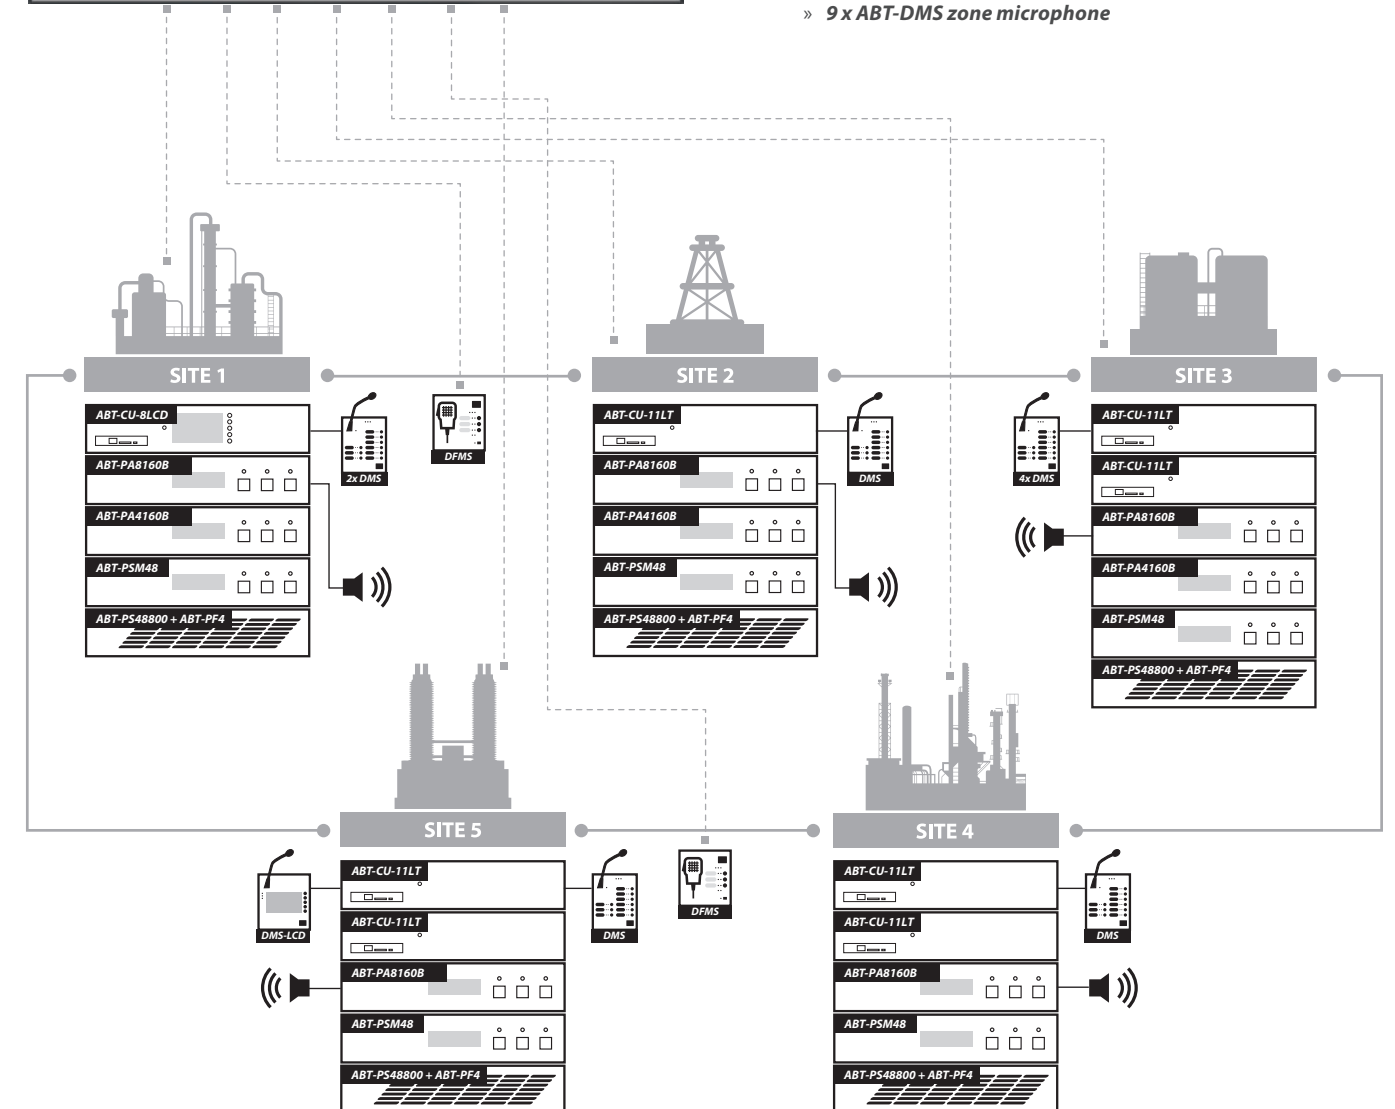 » 9 x ABT-DMS zone microphone
SITE 1
ABT-CU-8LCD
ABT-PA8160B
ABT-PA4160B
ABT-PSM48
ABT-PS48800 + ABT-PF4
2x DMS
DFMS
SITE 2
ABT-CU-11LT
ABT-PA8160B
ABT-PA4160B
ABT-PSM48
ABT-PS48800 + ABT-PF4
DMS
SITE 3
4x DMS
ABT-CU-11LT
ABT-CU-11LT
ABT-PA8160B
ABT-PA4160B
ABT-PSM48
ABT-PS48800 + ABT-PF4
SITE 5
DMS-LCD
ABT-CU-11LT
ABT-CU-11LT
ABT-PA8160B
ABT-PSM48
ABT-PS48800 + ABT-PF4
DMS
DFMS
SITE 4
ABT-CU-11LT
ABT-CU-11LT
ABT-PA8160B
ABT-PSM48
ABT-PS48800 + ABT-PF4
DMS